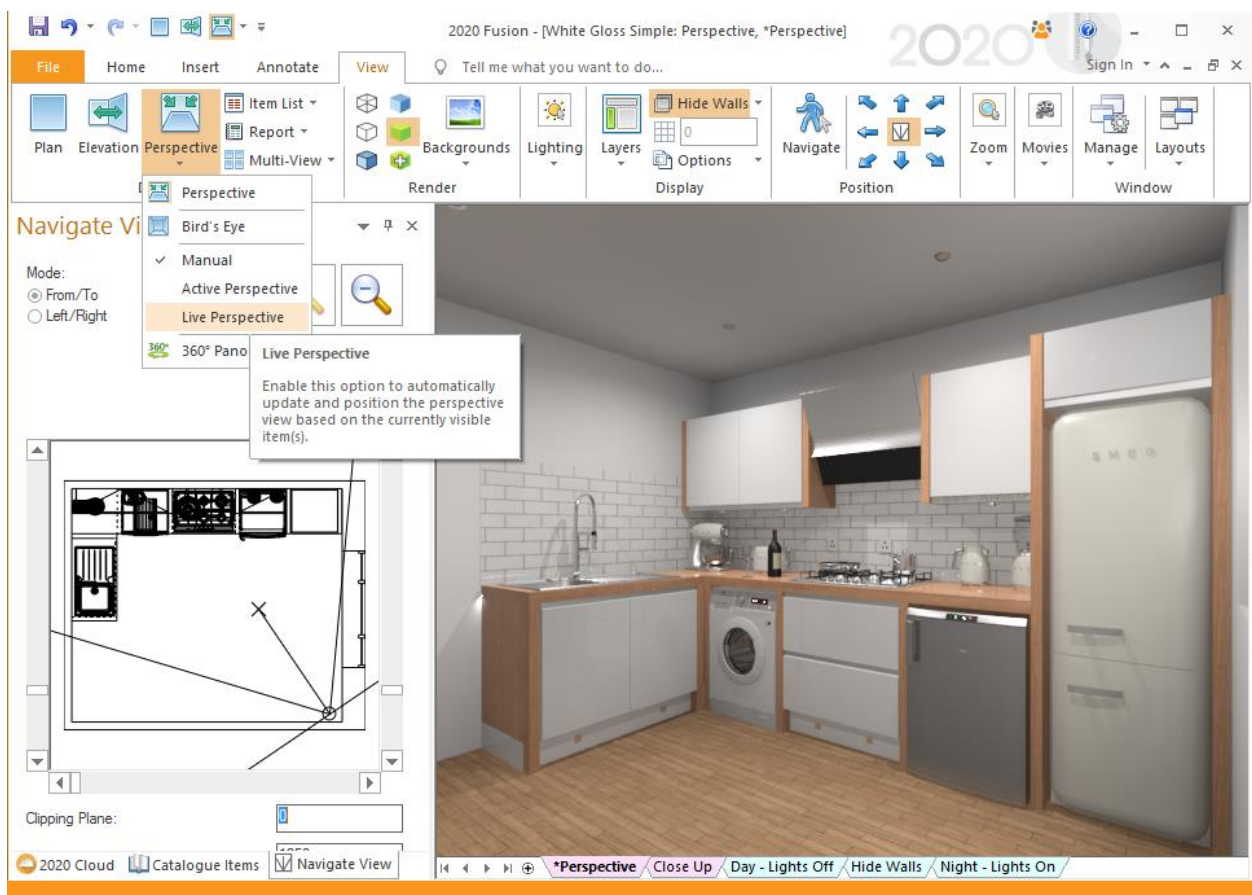 2020 Fusion - [White Gloss Simple: Perspective, *Perspective]
2020
File Home Insert Annotate View Tell me what you want to do...
Sign In
Plan Elevation Perspective
Item List
Report
Multi-View
Backgrounds
Render
Lighting
Layers
Hide Walls
0
Options
Display
Navigate
Position
Zoom
Movies
Manage
Layouts
Window
D
Perspective
Bird's Eye
Manual
Active Perspective
Live Perspective
360° 360° Pano
Live Perspective
Enable this option to automatically
update and position the perspective
view based on the currently visible
item(s).
Navigate Vi
Mode:
From/To
Left/Right
SMEG
Clipping Plane:
0
2020 Cloud Catalogue Items Navigate View
*Perspective Close Up Day - Lights Off Hide Walls Night - Lights On